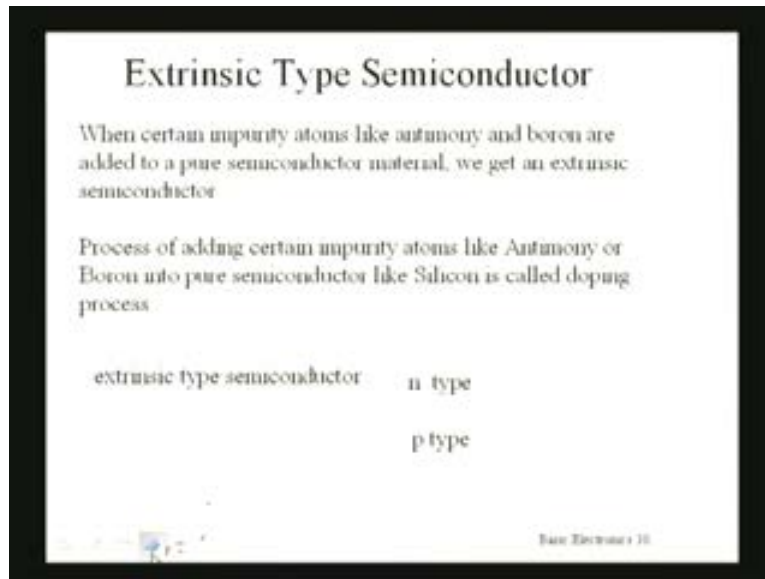 Extrinsic Type Semiconductor
When certain impurity atoms like antimony and boron are
added to a pure semiconductor material, we get an extrinsic
semiconductor
Process of adding certain impurity atoms like Antimony or
Boron into pure semiconductor like Silicon is called doping
process
extrinsic type semiconductor
n type
p type
Basic Electronics 10